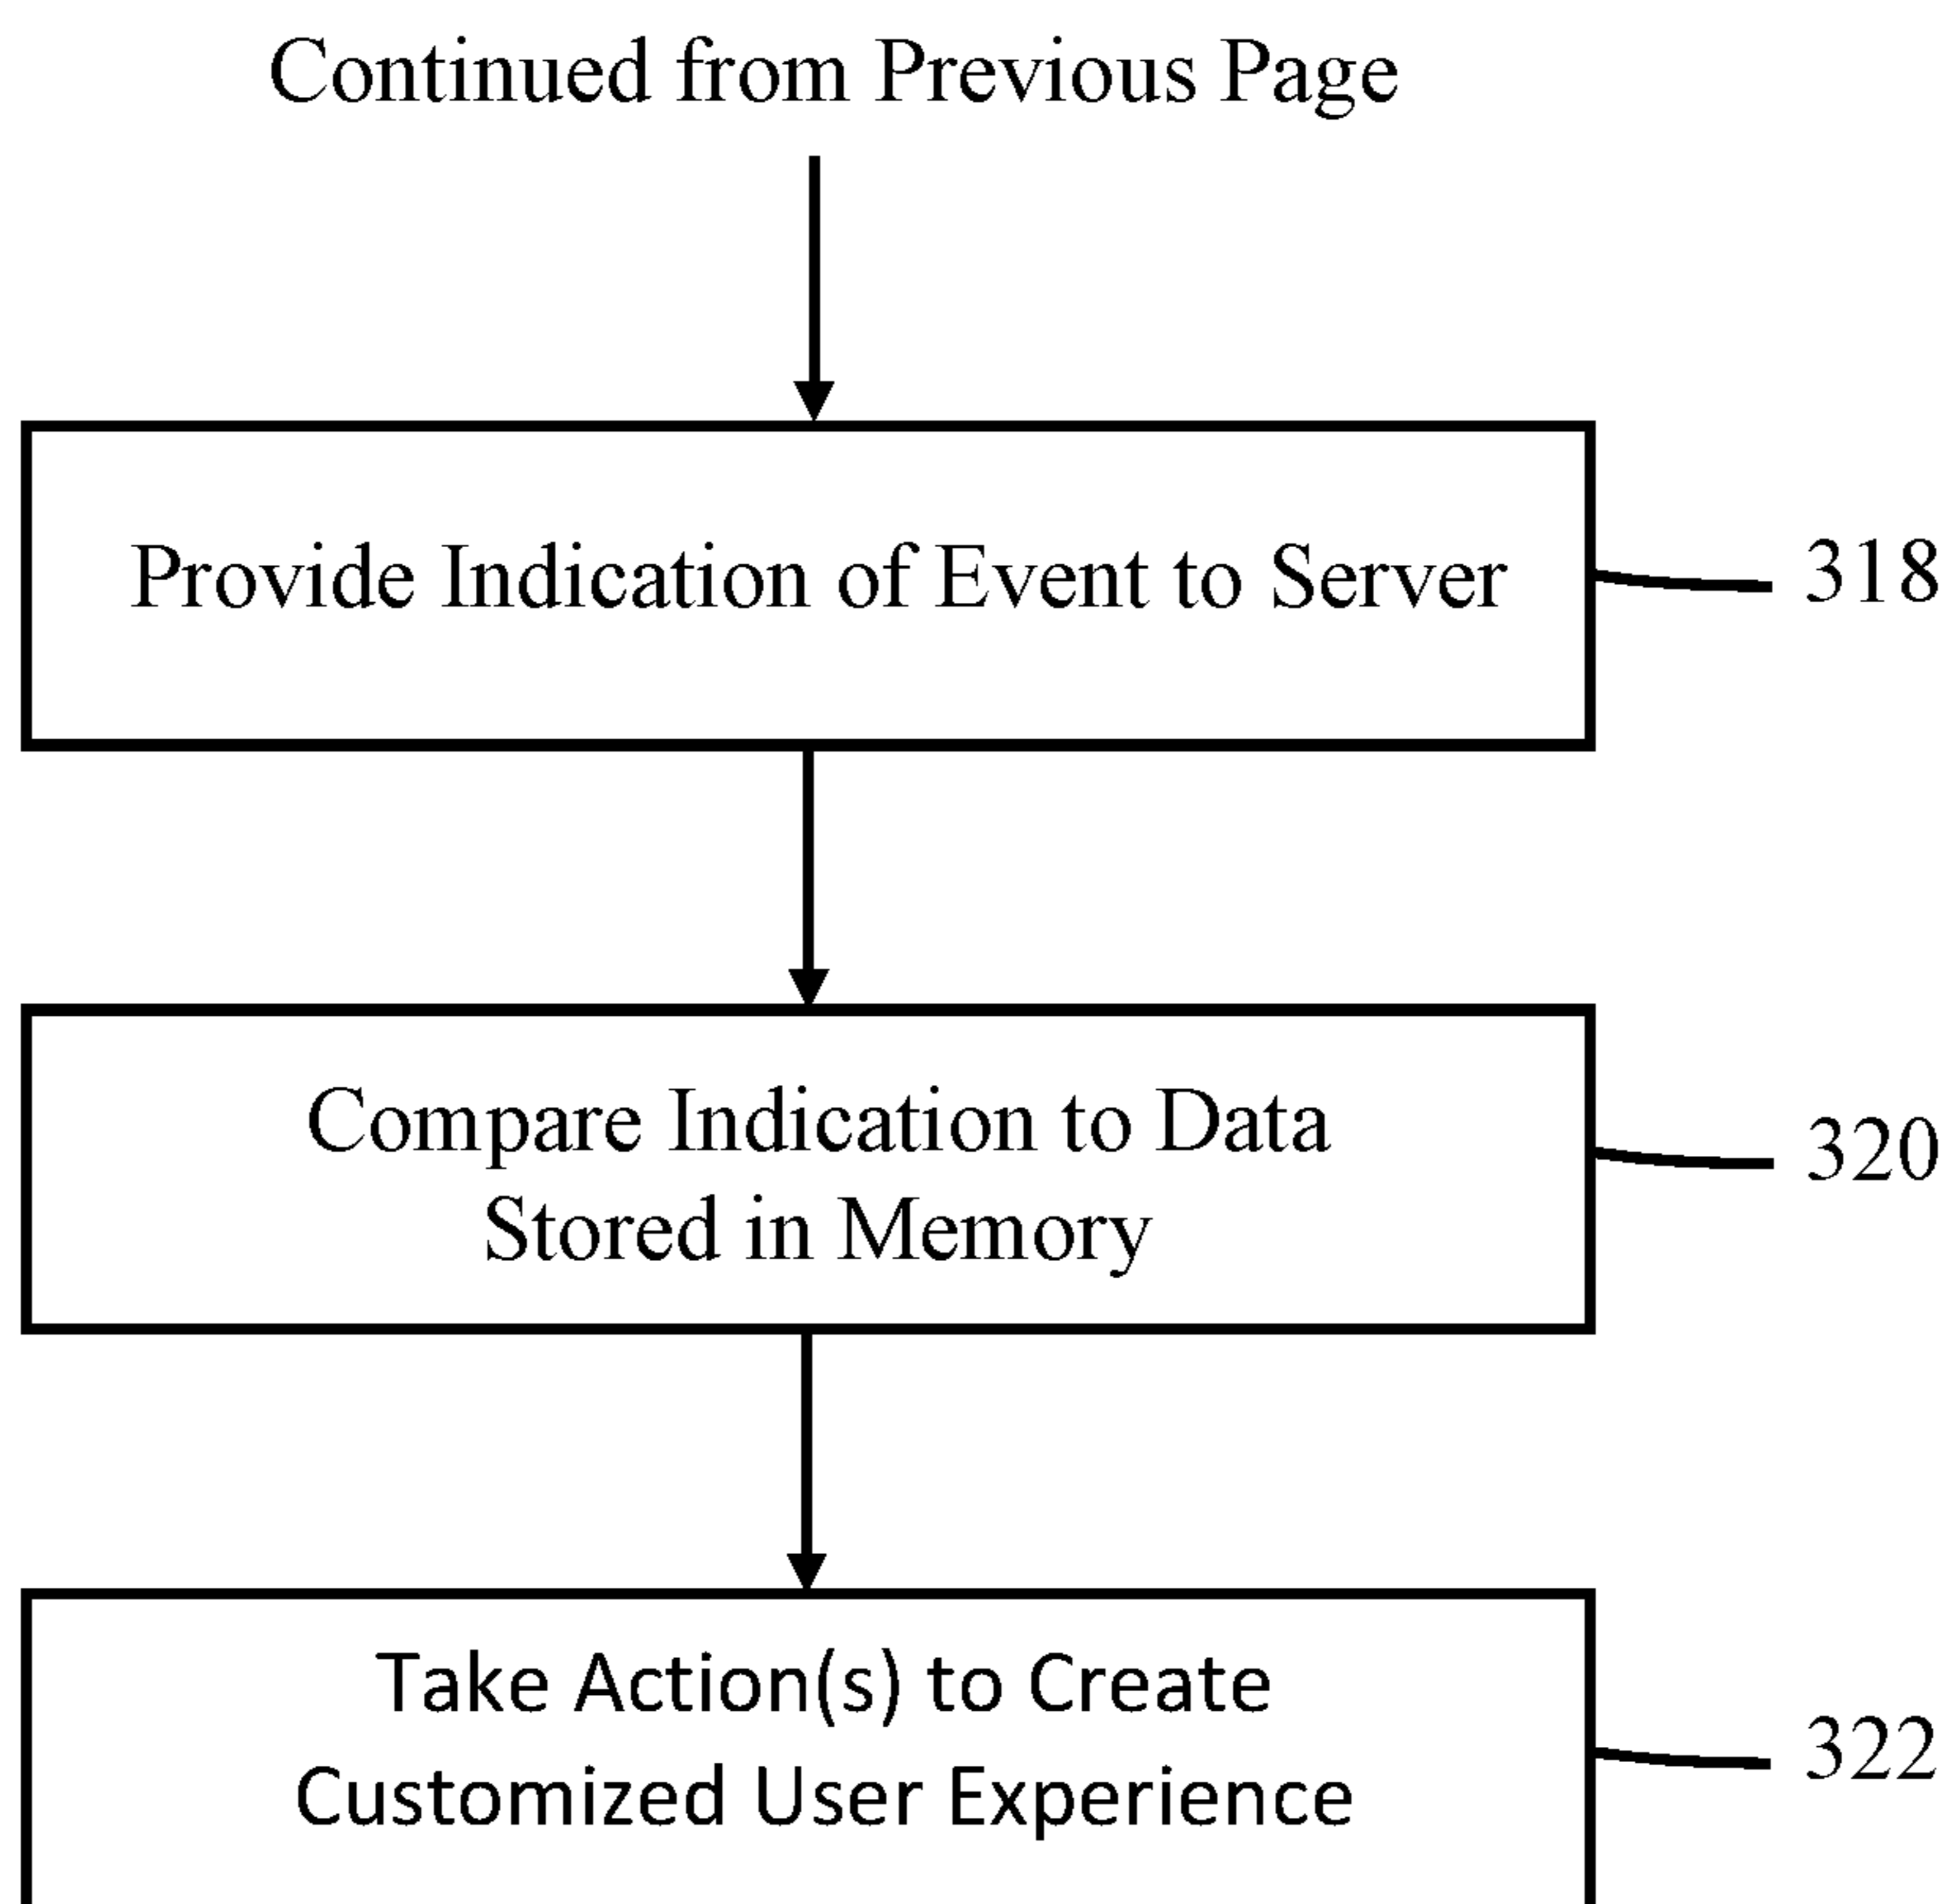 Continued from Previous Page
Provide Indication of Event to Server
318
Compare Indication to Data
Stored in Memory
320
Take Action(s) to Create
Customized User Experience
322